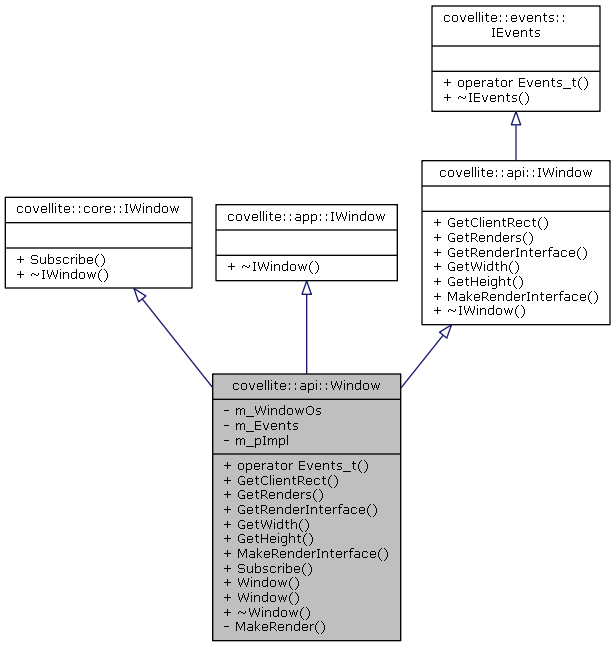 covellite::events::
IEvents
+ operator Events_t()
+ ~IEvents()
covellite::core::IWindow
+ Subscribe()
+ ~IWindow()
covellite::app::IWindow
+ ~IWindow()
covellite::api::IWindow
+ GetClientRect()
+ GetRenders()
+ GetRenderInterface()
+ GetWidth()
+ GetHeight()
+ MakeRenderInterface()
+ ~IWindow()
covellite::api::Window
- m_WindowOs
- m_Events
- m_pImpl
+ operator Events_t()
+ GetClientRect()
+ GetRenders()
+ GetRenderInterface()
+ GetWidth()
+ GetHeight()
+ MakeRenderInterface()
+ Subscribe()
+ Window()
+ Window()
+ ~Window()
- MakeRender()